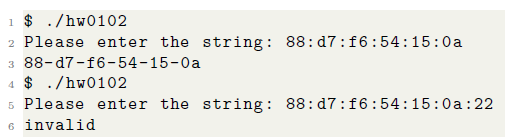 1 $ ./hw0102
2 Please enter the string: 88:d7:f6:54:15:0a
3 88-d7-f6-54-15-0a
4 $ ./hw0102
5 Please enter the string: 88:d7:f6:54:15:0a:22
6 invalid